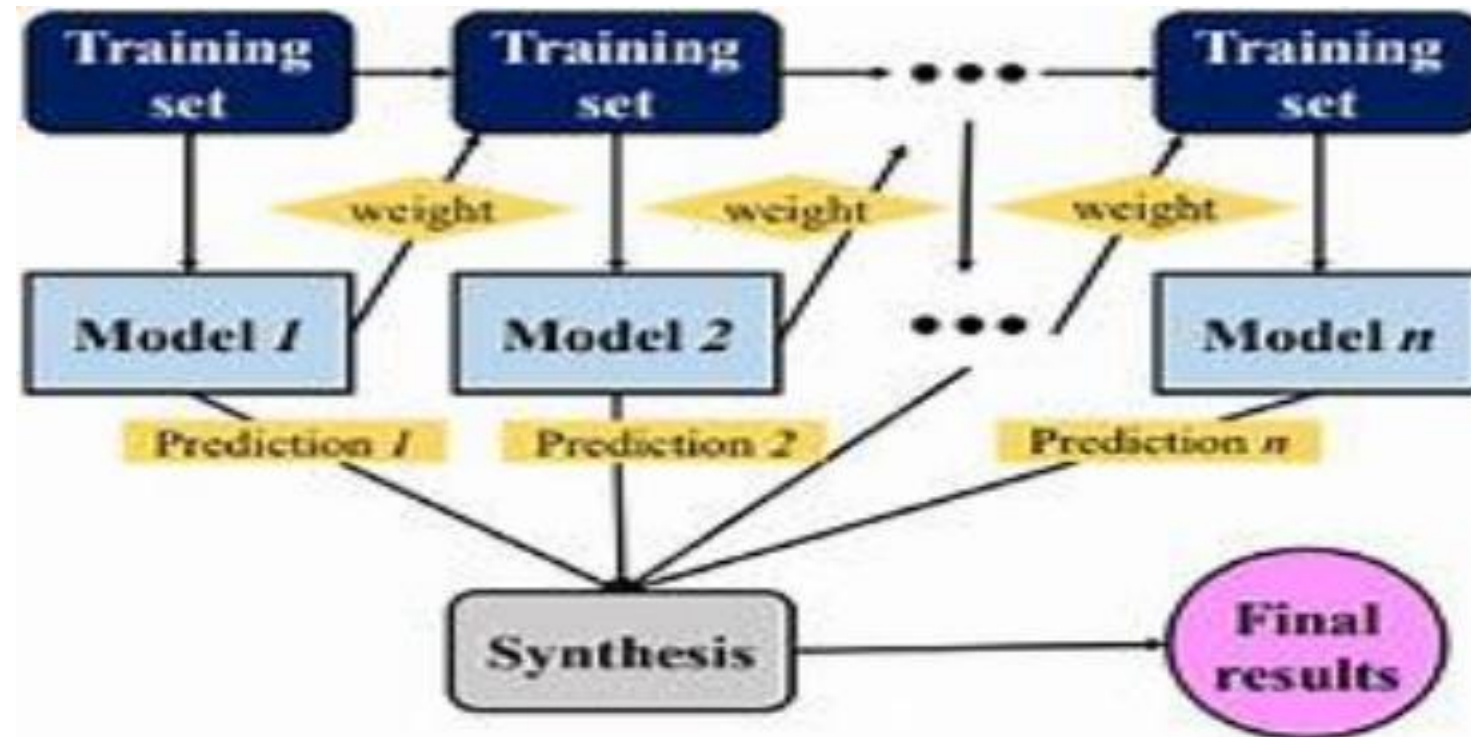 Training
set
Training
set
•••
Training
set
weight
weight
weight
Model 1
Model 2
•••
Model n
Prediction 1
Prediction 2
Prediction n
Synthesis
Final
results